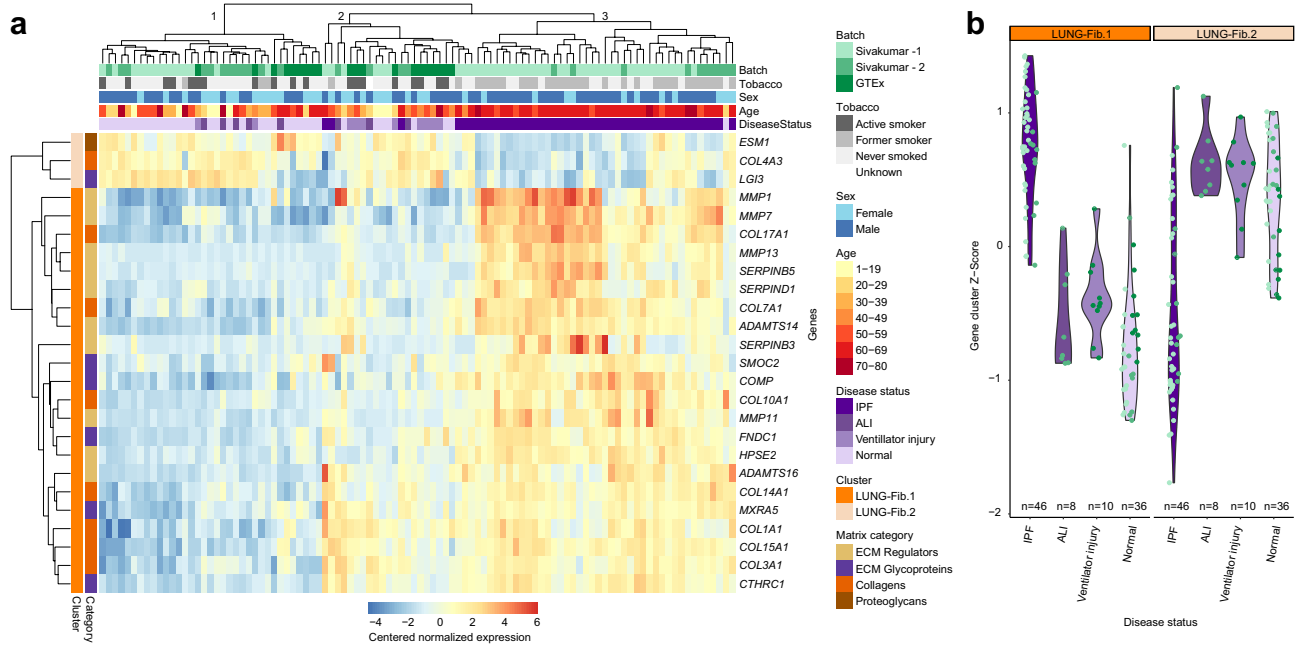 a
1
2
3
Batch
Tobacco
Sex
Age
DiseaseStatus
ESM1
COL4A3
LGI3
MMP1
MMP7
COL17A1
MMP13
SERPINB5
SERPIND1
COL7A1
ADAMTS14
SERPINB3
SMOC2
COMP
COL10A1
MMP11
FNDC1
HPSE2
ADAMTS16
COL14A1
MXRA5
COL1A1
COL15A1
COL3A1
CTHRC1
Genes
Cluster
Category
−4 −2 0 2 4 6
Centered normalized expression
Batch
Sivakumar -1
Sivakumar - 2
GTEx
Tobacco
Active smoker
Former smoker
Never smoked
Unknown
Sex
Female
Male
Age
1−19
20−29
30−39
40−49
50−59
60−69
70−80
Disease status
IPF
ALI
Ventillator injury
Normal
Cluster
LUNG-Fib.1
LUNG-Fib.2
Matrix category
ECM Regulators
ECM Glycoproteins
Collagens
Proteoglycans
b
LUNG-Fib.1 LUNG-Fib.2
Gene cluster Z-Score
1
0
−1
−2
n=46 n=8 n=10 n=36 n=46 n=8 n=10 n=36
IPF
ALI
Ventilator injury
Normal
IPF
ALI
Ventilator injury
Normal
Disease status